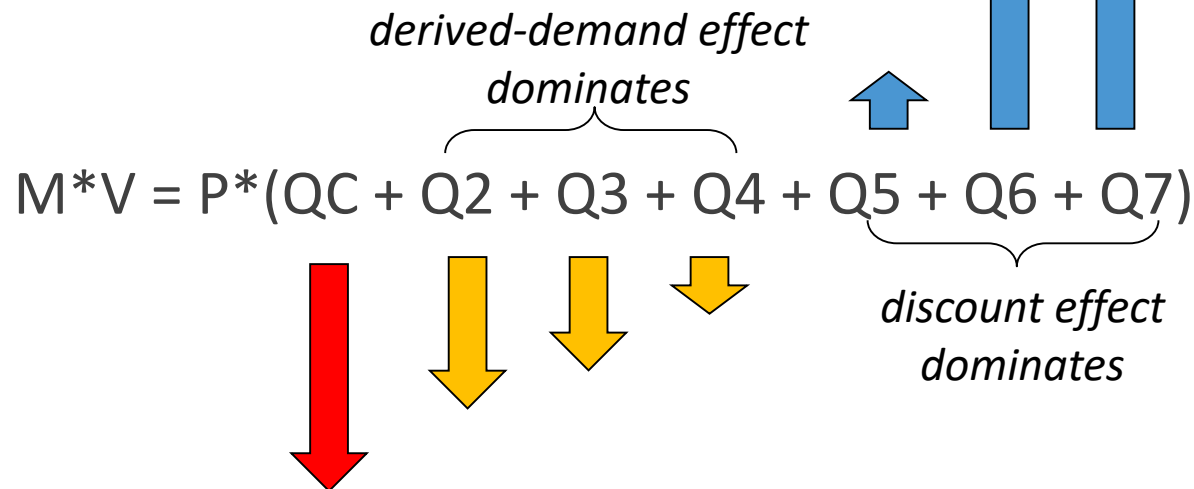 derived-demand effect
dominates
M*V = P*(QC + Q2 + Q3 + Q4 + Q5 + Q6 + Q7)
discount effect
dominates